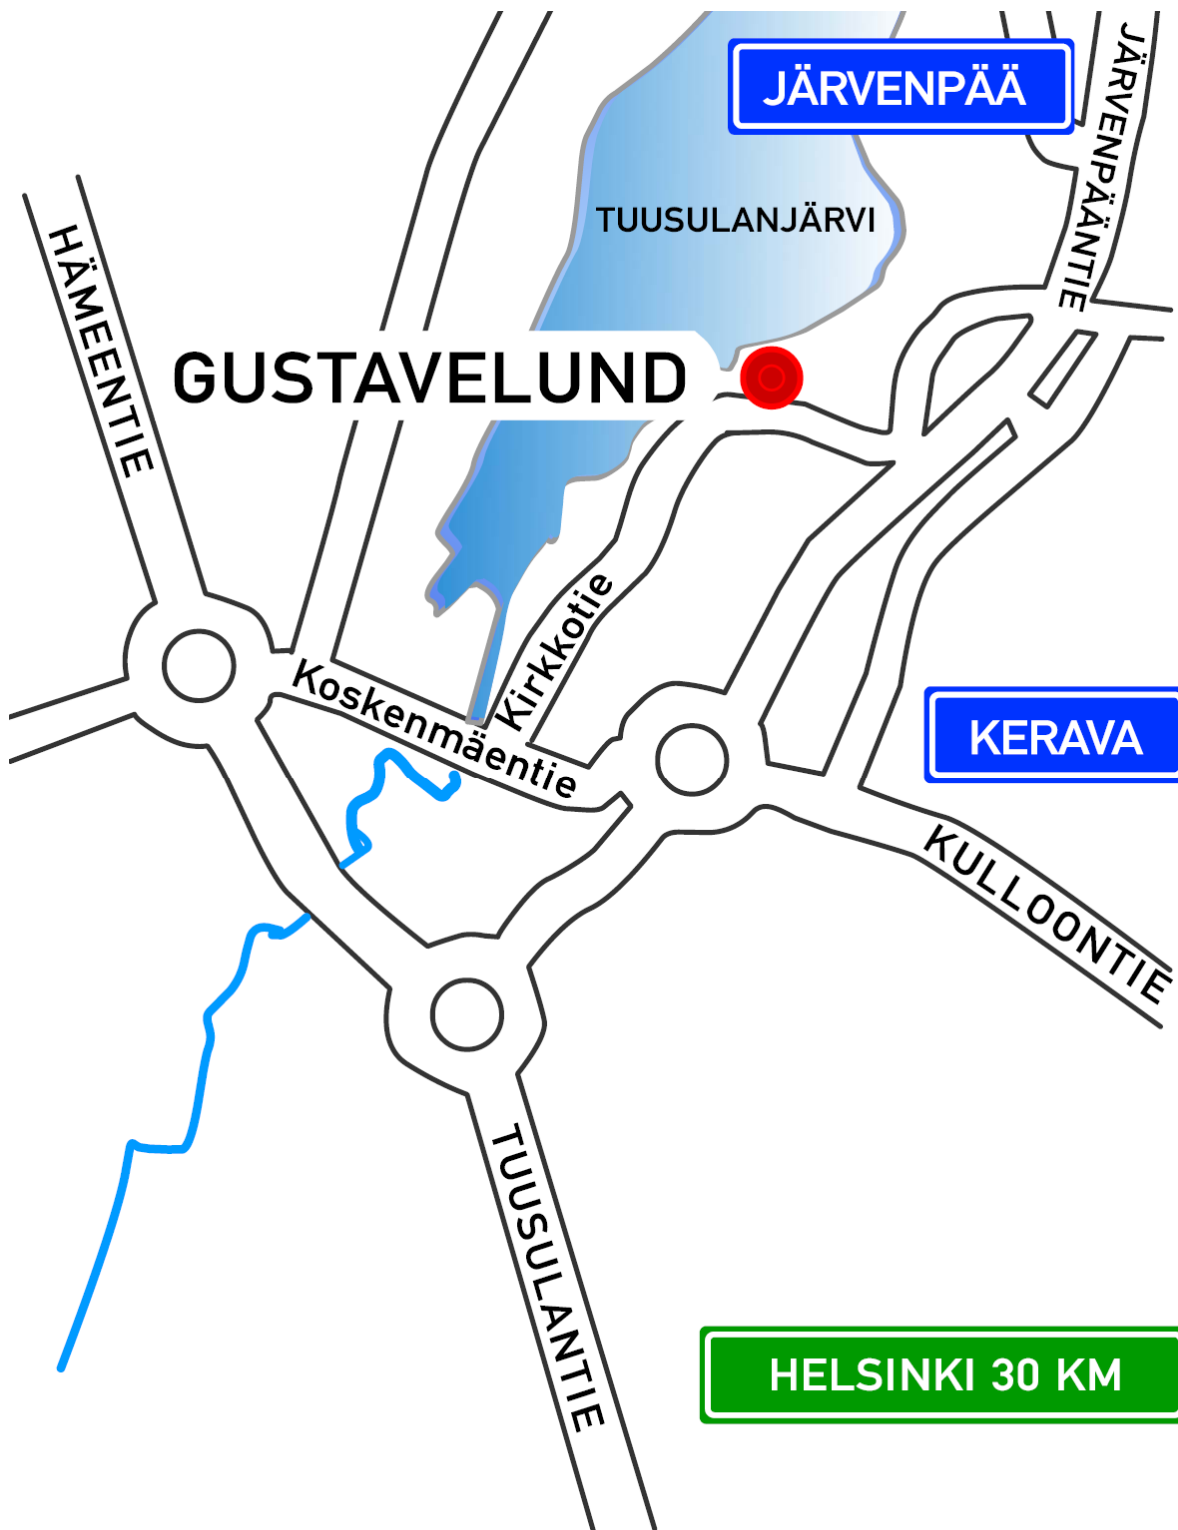 JÄRVENPÄÄ
JÄRVENPÄÄNTIE
TUUSULANJÄRVI
HÄMEENTIE
GUSTAVELUND
Kirkkotie
Koskenmäentie
KERAVA
KULLOONTIE
TUUSULANTIE
HELSINKI 30 KM